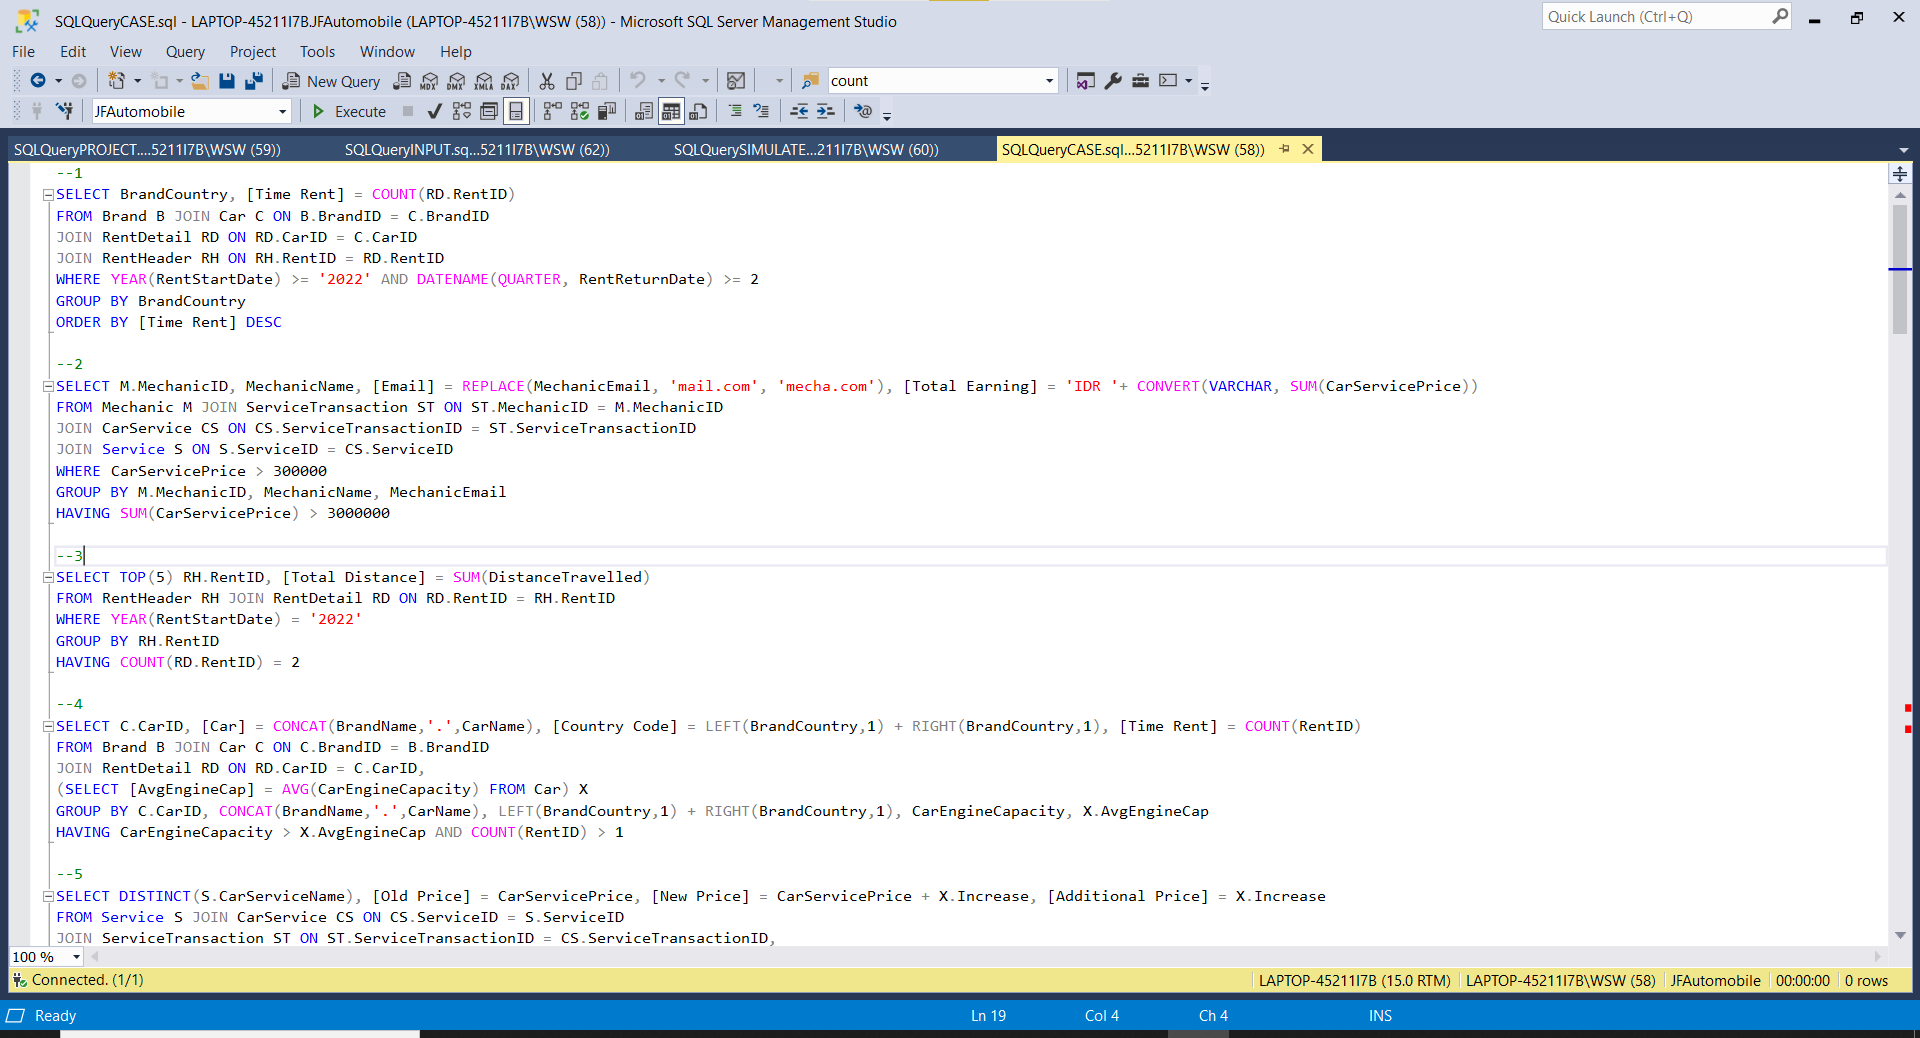 SQLQueryCASE.sql - LAPTOP-45211I7B.JFAutomobile (LAPTOP-45211I7B\WSW (58)) - Microsoft SQL Server Management Studio
Quick Launch (Ctrl+Q)
File Edit View Query Project Tools Window Help
New Query MDX DMX XMLA DAX count
JFAutomobile Execute
SQLQueryPROJECT....5211I7B\WSW (59)) SQLQueryINPUT.sq...5211I7B\WSW (62)) SQLQuerySIMULATE...211I7B\WSW (60)) SQLQueryCASE.sql...5211I7B\WSW (58))
--1
SELECT BrandCountry, [Time Rent] = COUNT(RD.RentID)
FROM Brand B JOIN Car C ON B.BrandID = C.BrandID
JOIN RentDetail RD ON RD.CarID = C.CarID
JOIN RentHeader RH ON RH.RentID = RD.RentID
WHERE YEAR(RentStartDate) >= '2022' AND DATENAME(QUARTER, RentReturnDate) >= 2
GROUP BY BrandCountry
ORDER BY [Time Rent] DESC
--2
SELECT M.MechanicID, MechanicName, [Email] = REPLACE(MechanicEmail, 'mail.com', 'mecha.com'), [Total Earning] = 'IDR '+ CONVERT(VARCHAR, SUM(CarServicePrice))
FROM Mechanic M JOIN ServiceTransaction ST ON ST.MechanicID = M.MechanicID
JOIN CarService CS ON CS.ServiceTransactionID = ST.ServiceTransactionID
JOIN Service S ON S.ServiceID = CS.ServiceID
WHERE CarServicePrice > 300000
GROUP BY M.MechanicID, MechanicName, MechanicEmail
HAVING SUM(CarServicePrice) > 3000000
--3
SELECT TOP(5) RH.RentID, [Total Distance] = SUM(DistanceTravelled)
FROM RentHeader RH JOIN RentDetail RD ON RD.RentID = RH.RentID
WHERE YEAR(RentStartDate) = '2022'
GROUP BY RH.RentID
HAVING COUNT(RD.RentID) = 2
--4
SELECT C.CarID, [Car] = CONCAT(BrandName,'.',CarName), [Country Code] = LEFT(BrandCountry,1) + RIGHT(BrandCountry,1), [Time Rent] = COUNT(RentID)
FROM Brand B JOIN Car C ON C.BrandID = B.BrandID
JOIN RentDetail RD ON RD.CarID = C.CarID,
(SELECT [AvgEngineCap] = AVG(CarEngineCapacity) FROM Car) X
GROUP BY C.CarID, CONCAT(BrandName,'.',CarName), LEFT(BrandCountry,1) + RIGHT(BrandCountry,1), CarEngineCapacity, X.AvgEngineCap
HAVING CarEngineCapacity > X.AvgEngineCap AND COUNT(RentID) > 1
--5
SELECT DISTINCT(S.CarServiceName), [Old Price] = CarServicePrice, [New Price] = CarServicePrice + X.Increase, [Additional Price] = X.Increase
FROM Service S JOIN CarService CS ON CS.ServiceID = S.ServiceID
JOIN ServiceTransaction ST ON ST.ServiceTransactionID = CS.ServiceTransactionID,
100 %
Connected. (1/1) LAPTOP-45211I7B (15.0 RTM) LAPTOP-45211I7B\WSW (58) JFAutomobile 00:00:00 0 rows
Ready Ln 19 Col 4 Ch 4 INS